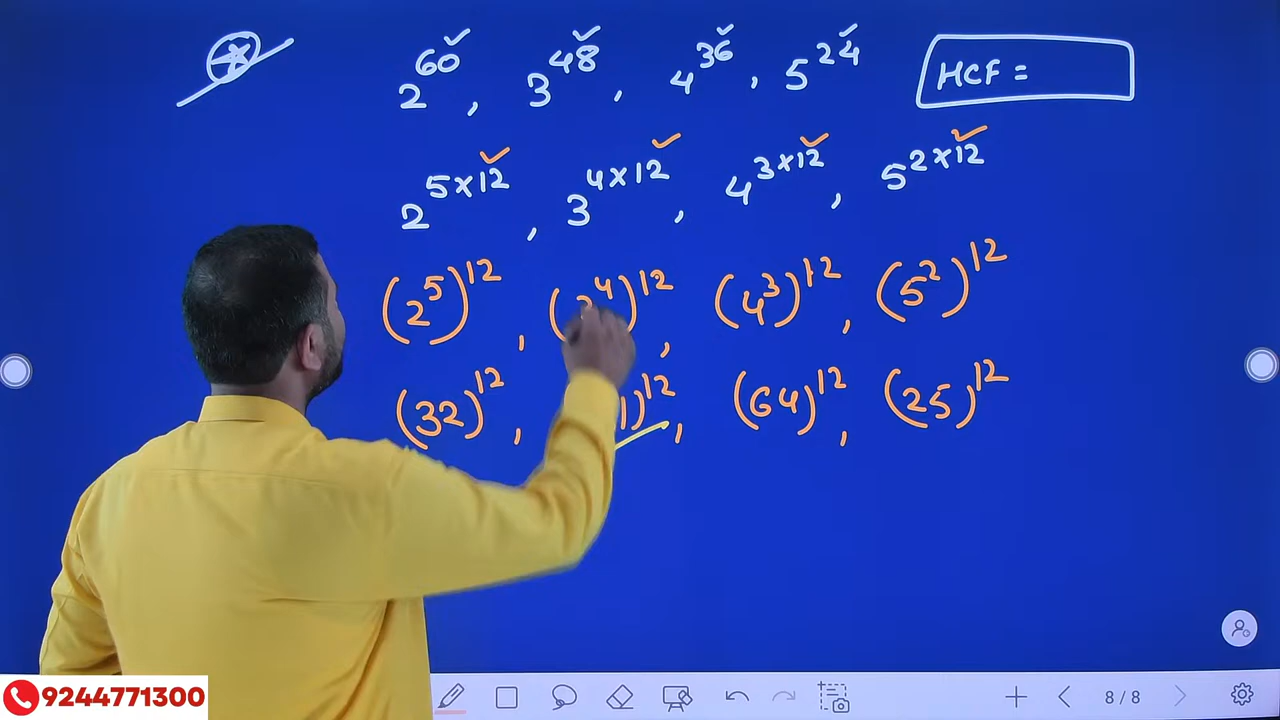 2^60, 3^48, 4^36, 5^24
HCF =
2^5×12, 3^4×12, 4^3×12, 5^2×12
(2^5)^12, ( ^4)^12, (4^3)^12, (5^2)^12
(32)^12, 1)^12, (64)^12, (25)^12
9244771300
8/8